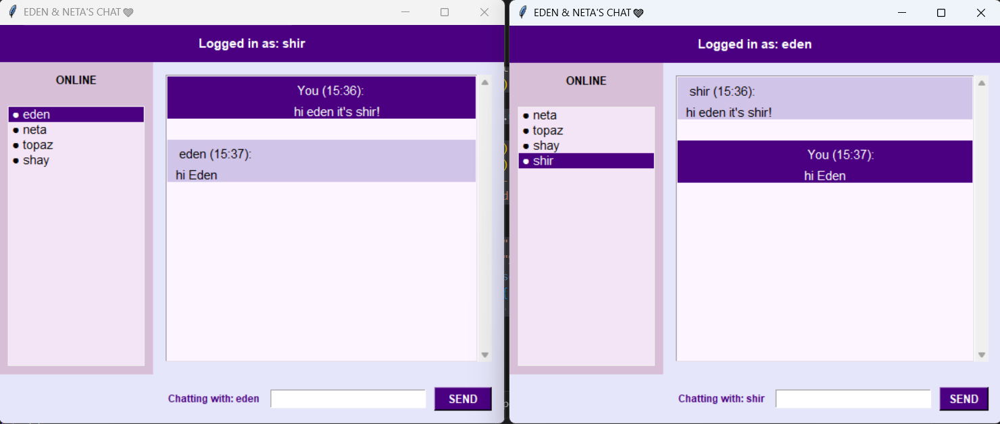 EDEN & NETA'S CHAT
Logged in as: shir
ONLINE
● eden
● neta
● topaz
● shay
You (15:36):
hi eden it's shir!
eden (15:37):
hi Eden
Chatting with: eden
SEND
EDEN & NETA'S CHAT
Logged in as: eden
ONLINE
● neta
● topaz
● shay
● shir
shir (15:36):
hi eden it's shir!
You (15:37):
hi Eden
Chatting with: shir
SEND